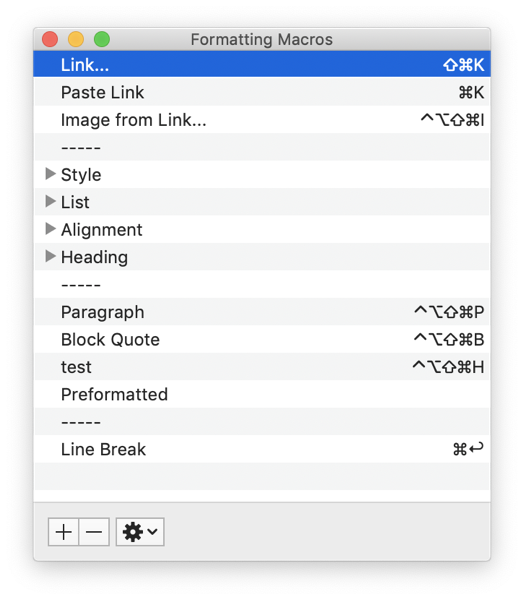 Formatting Macros
Link... ⇧⌘K
Paste Link ⌘K
Image from Link... ^⌥⇧⌘I
-----
Style
List
Alignment
Heading
-----
Paragraph ^⌥⇧⌘P
Block Quote ^⌥⇧⌘B
test ^⌥⇧⌘H
Preformatted
-----
Line Break ⌘↩